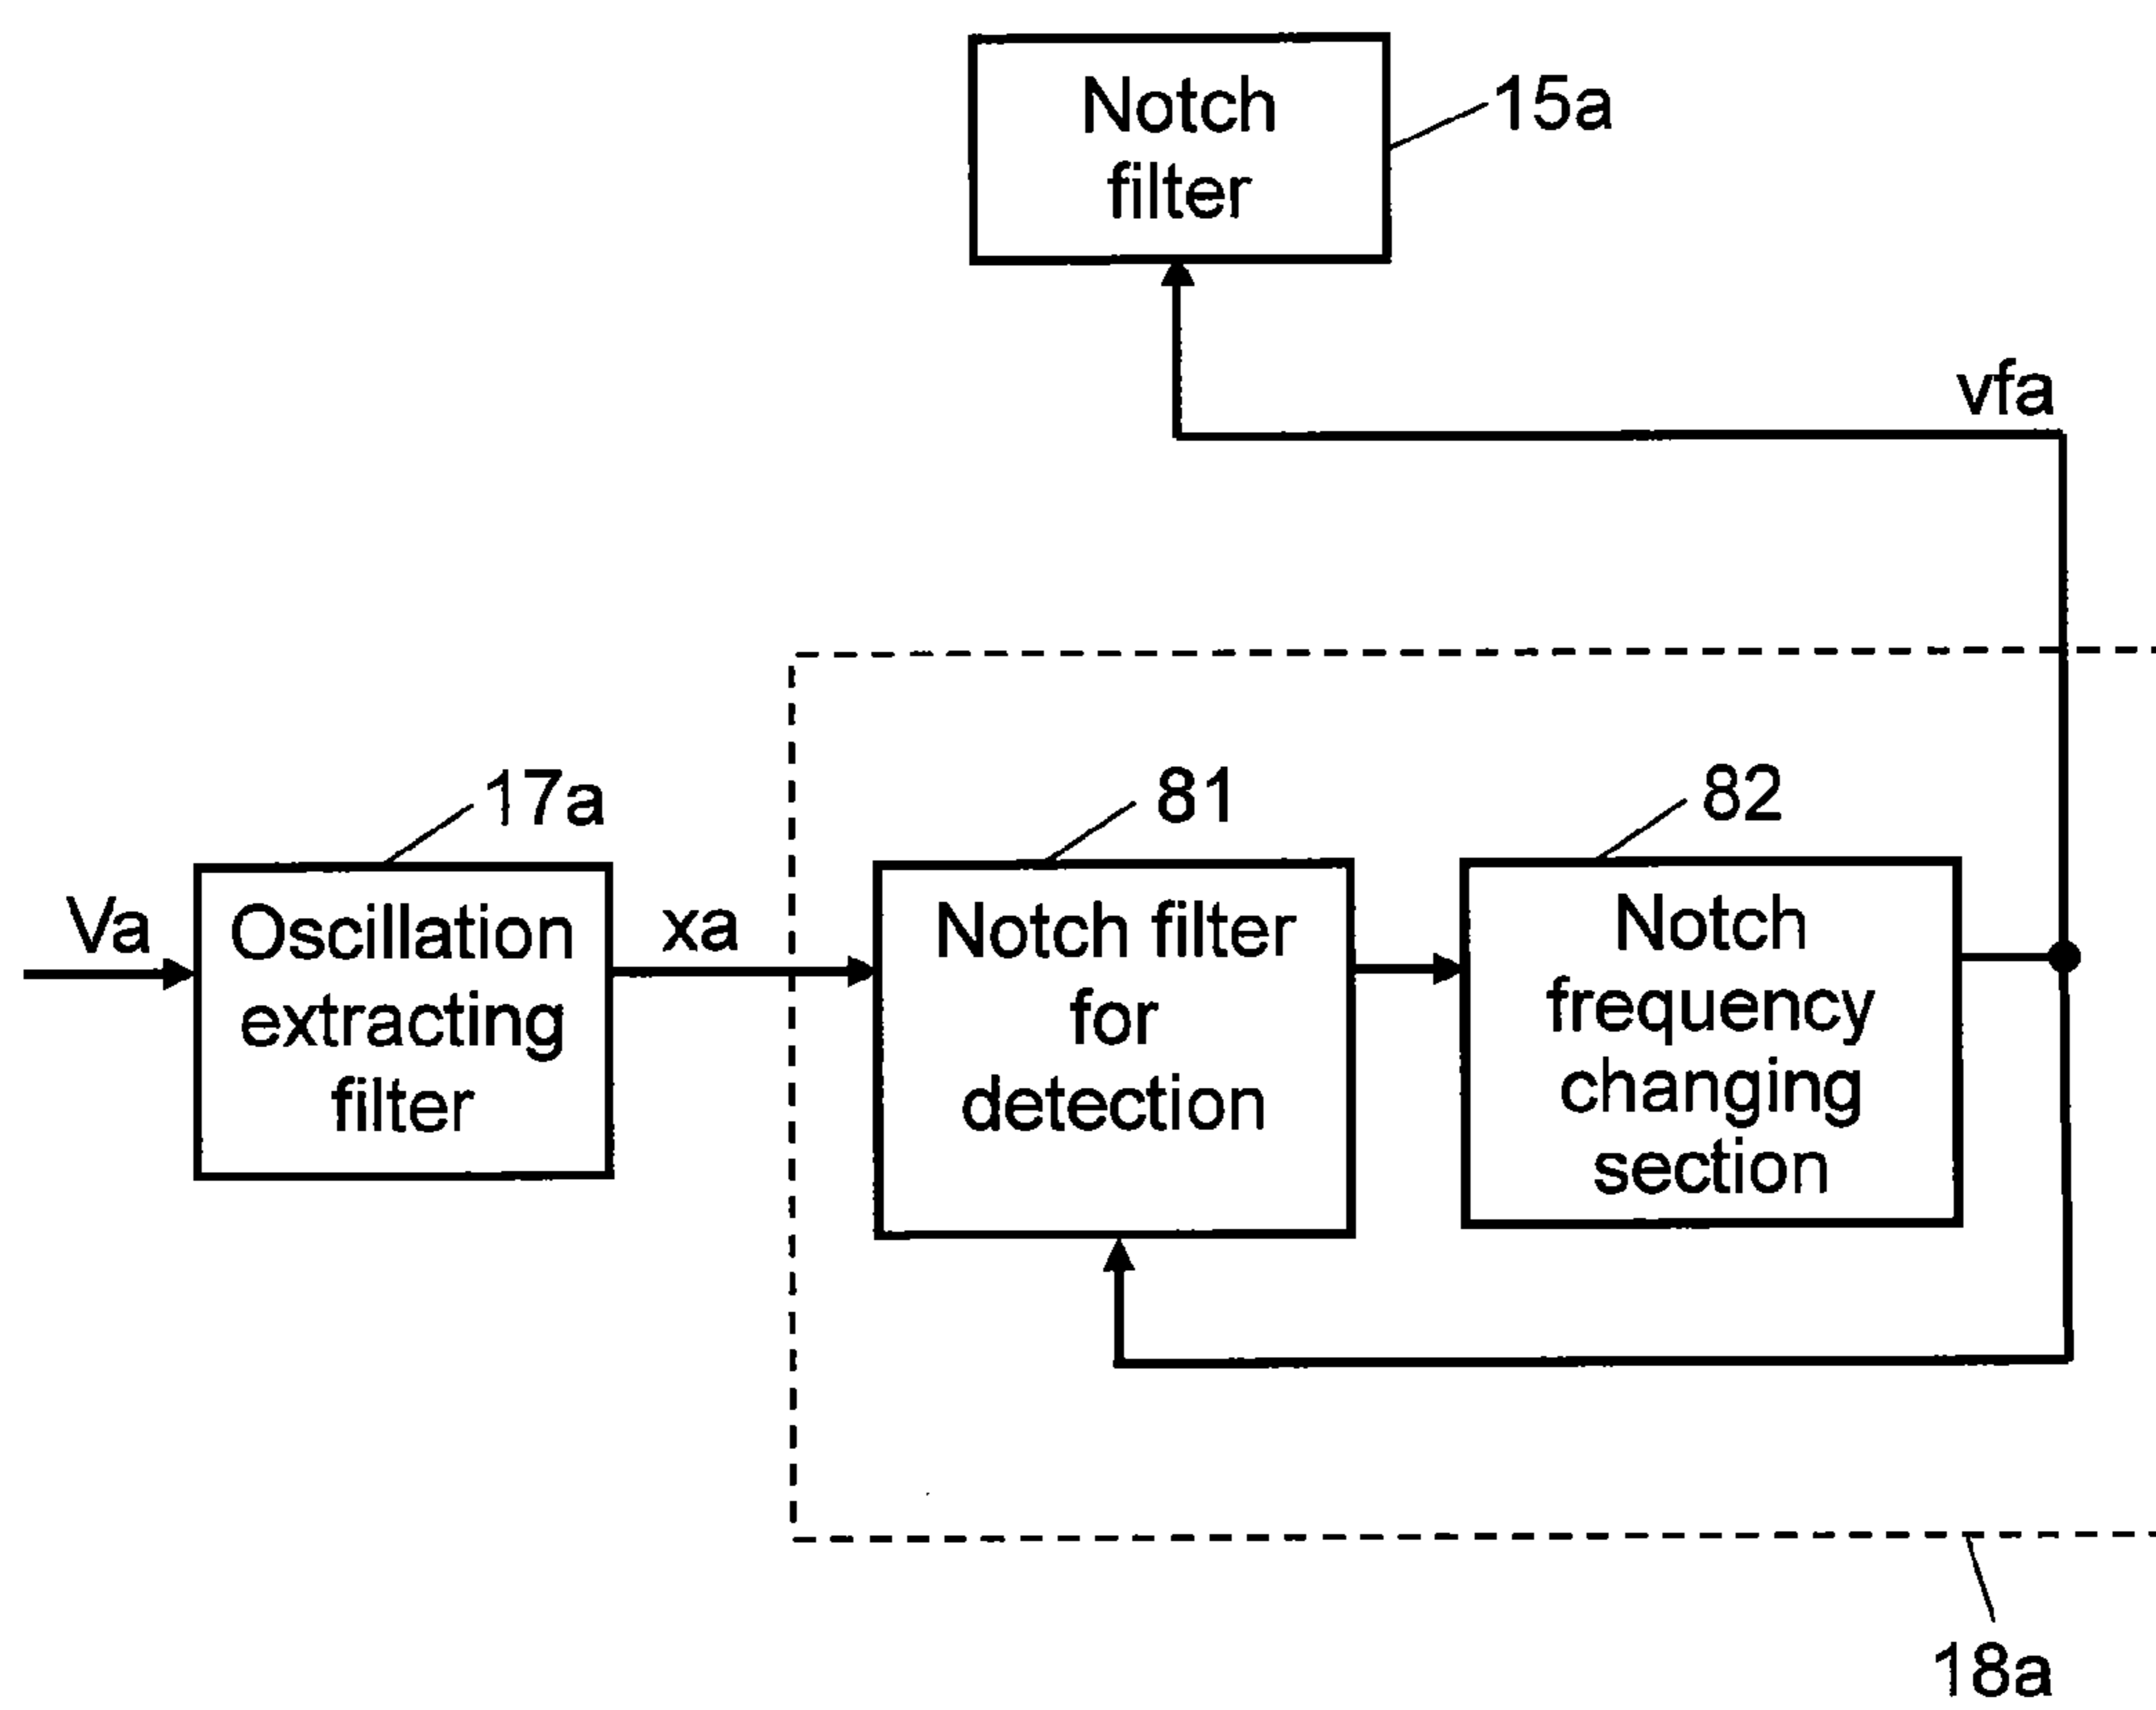 Notch
filter
15a
vfa
17a
81
82
Va
Oscillation
extracting
filter
xa
Notch filter
for
detection
Notch
frequency
changing
section
18a